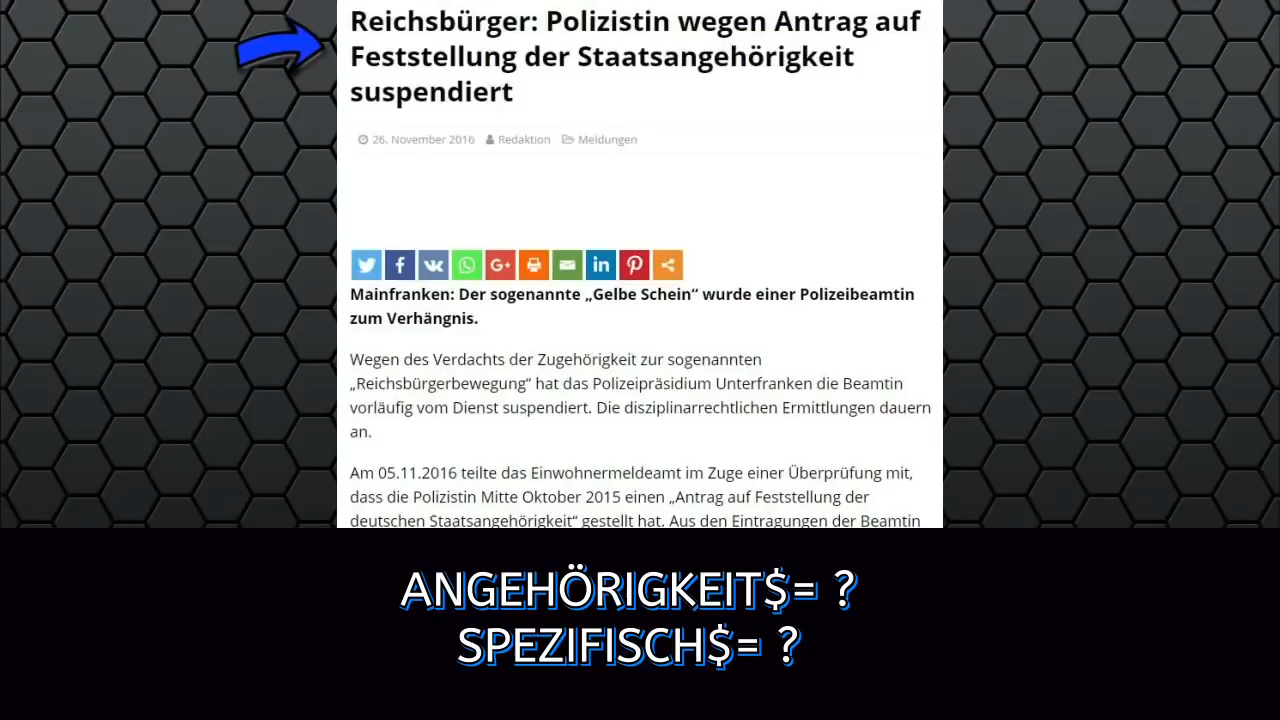 Reichsbürger: Polizistin wegen Antrag auf
Feststellung der Staatsangehörigkeit
suspendiert
26. November 2016 Redaktion Meldungen
G+ in
Mainfranken: Der sogenannte „Gelbe Schein“ wurde einer Polizeibeamtin
zum Verhängnis.
Wegen des Verdachts der Zugehörigkeit zur sogenannten
„Reichsbürgerbewegung“ hat das Polizeipräsidium Unterfranken die Beamtin
vorläufig vom Dienst suspendiert. Die disziplinarrechtlichen Ermittlungen dauern
an.
Am 05.11.2016 teilte das Einwohnermeldeamt im Zuge einer Überprüfung mit,
dass die Polizistin Mitte Oktober 2015 einen „Antrag auf Feststellung der
deutschen Staatsangehörigkeit“ gestellt hat. Aus den Eintragungen der Beamtin
ANGEHÖRIGKEIT$= ?
SPEZIFISCH$= ?